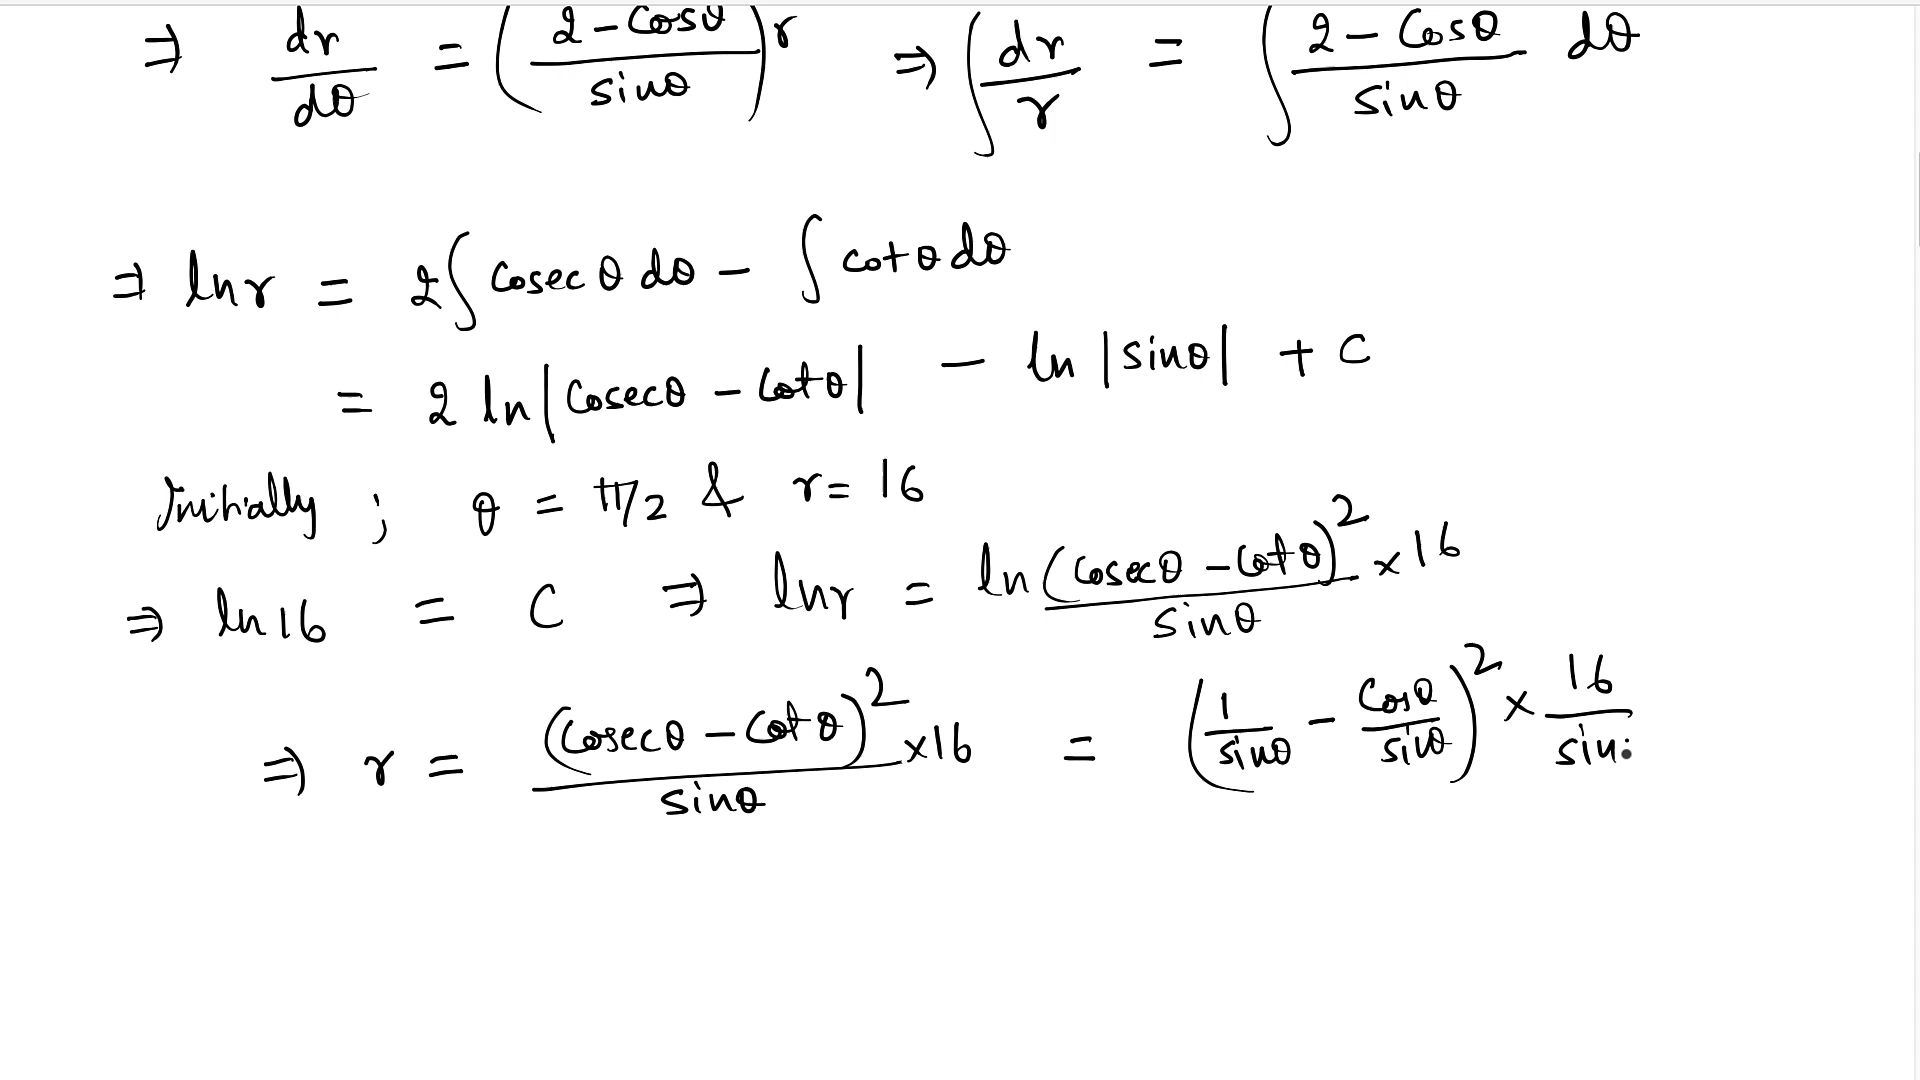 ⇒ dr/dθ = ((2 - cosθ)/sinθ) r ⇒ ∫ dr/r = ∫ (2 - cosθ)/sinθ dθ
⇒ ln r = 2∫ cosec θ dθ - ∫ cot θ dθ
= 2 ln|cosecθ - cotθ| - ln|sinθ| + c
Initially ; θ = π/2 & r = 16
⇒ ln 16 = C ⇒ ln r = ln (cosecθ - cotθ)²/sinθ × 16
⇒ r = (cosecθ - cotθ)²/sinθ × 16 = (1/sinθ - cosθ/sinθ)² × 16/sin